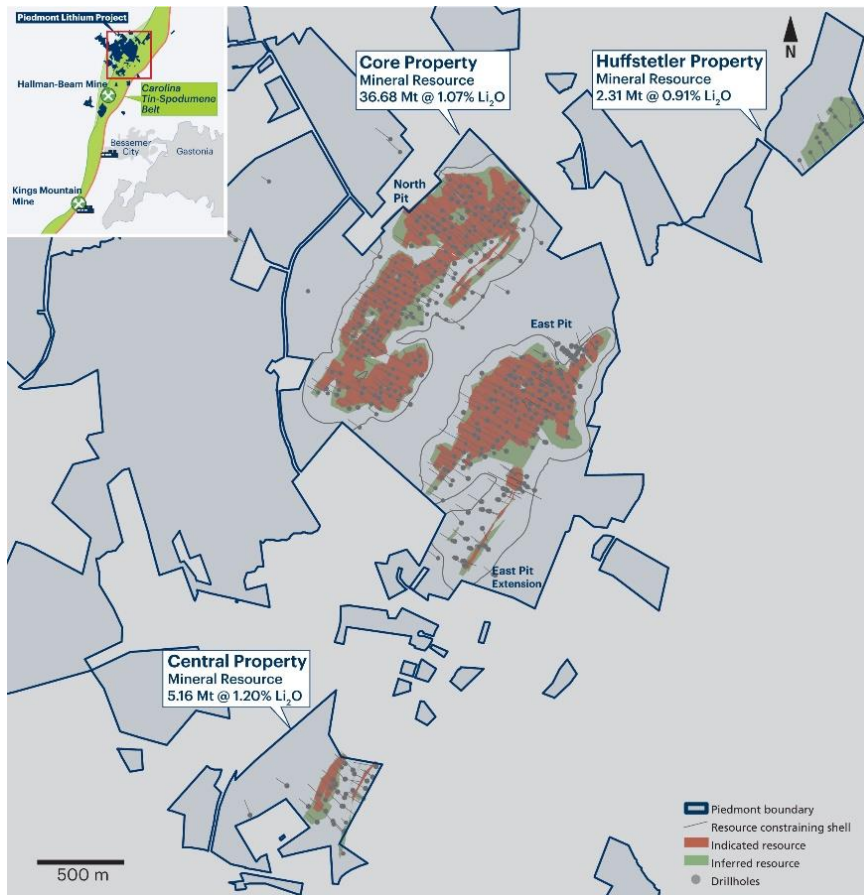 Piedmont Lithium Project
Hallman-Beam Mine
Carolina
Tin-Spodumene
Belt
Bessemer
City
Gastonia
Kings Mountain
Mine
Core Property
Mineral Resource
36.68 Mt @ 1.07% Li₂O
Huffstetler Property
Mineral Resource
2.31 Mt @ 0.91% Li₂O
N
North
Pit
East Pit
East Pit
Extension
Central Property
Mineral Resource
5.16 Mt @ 1.20% Li₂O
Piedmont boundary
Resource constraining shell
Indicated resource
Inferred resource
Drillholes
500 m